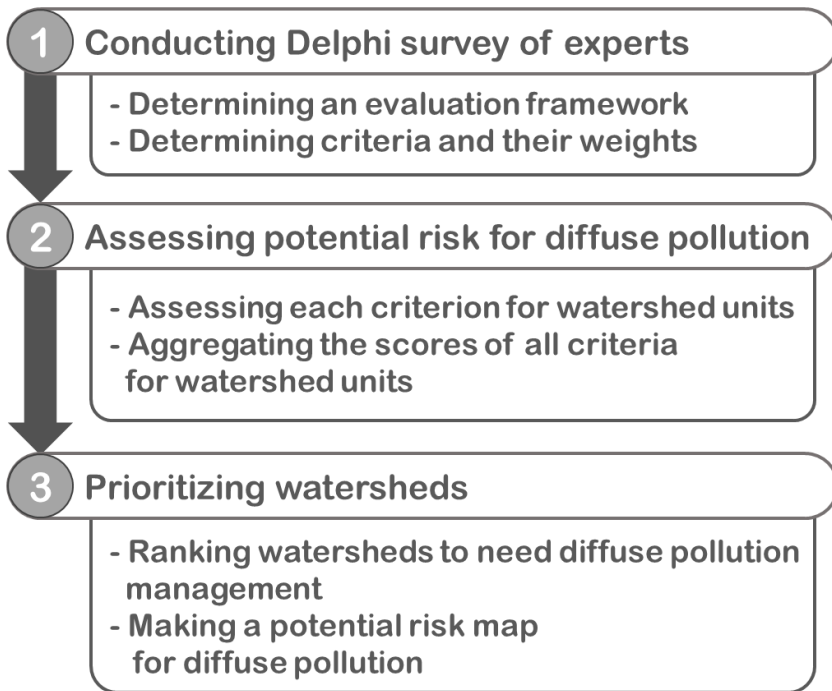 1 Conducting Delphi survey of experts
- Determining an evaluation framework
- Determining criteria and their weights
2 Assessing potential risk for diffuse pollution
- Assessing each criterion for watershed units
- Aggregating the scores of all criteria
for watershed units
3 Prioritizing watersheds
- Ranking watersheds to need diffuse pollution
management
- Making a potential risk map
for diffuse pollution